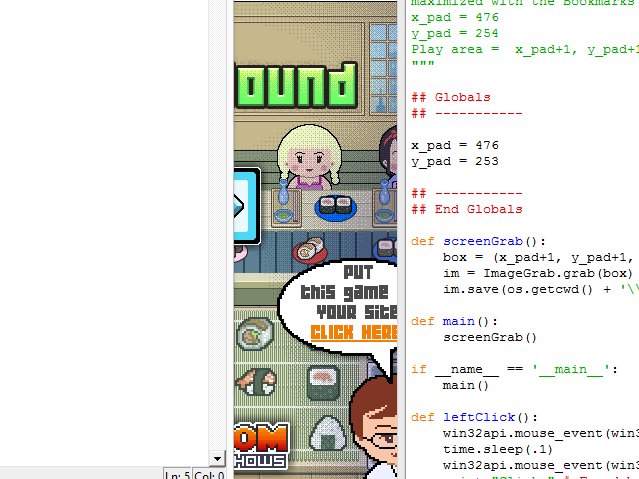 maximized with the Bookmarks
x_pad = 476
y_pad = 254
Play area =  x_pad+1, y_pad+1
"""
## Globals
## -----------
x_pad = 476
y_pad = 253
## -----------
## End Globals
def screenGrab():
    box = (x_pad+1, y_pad+1,
    im = ImageGrab.grab(box)
    im.save(os.getcwd() + '\\
def main():
    screenGrab()
if __name__ == '__main__':
    main()
def leftClick():
    win32api.mouse_event(win3
    time.sleep(.1)
    win32api.mouse_event(win3
ound
PUT
this game
YOUR SITE
CLICK HERE
OM
HOWS
Ln: 5 Col: 0